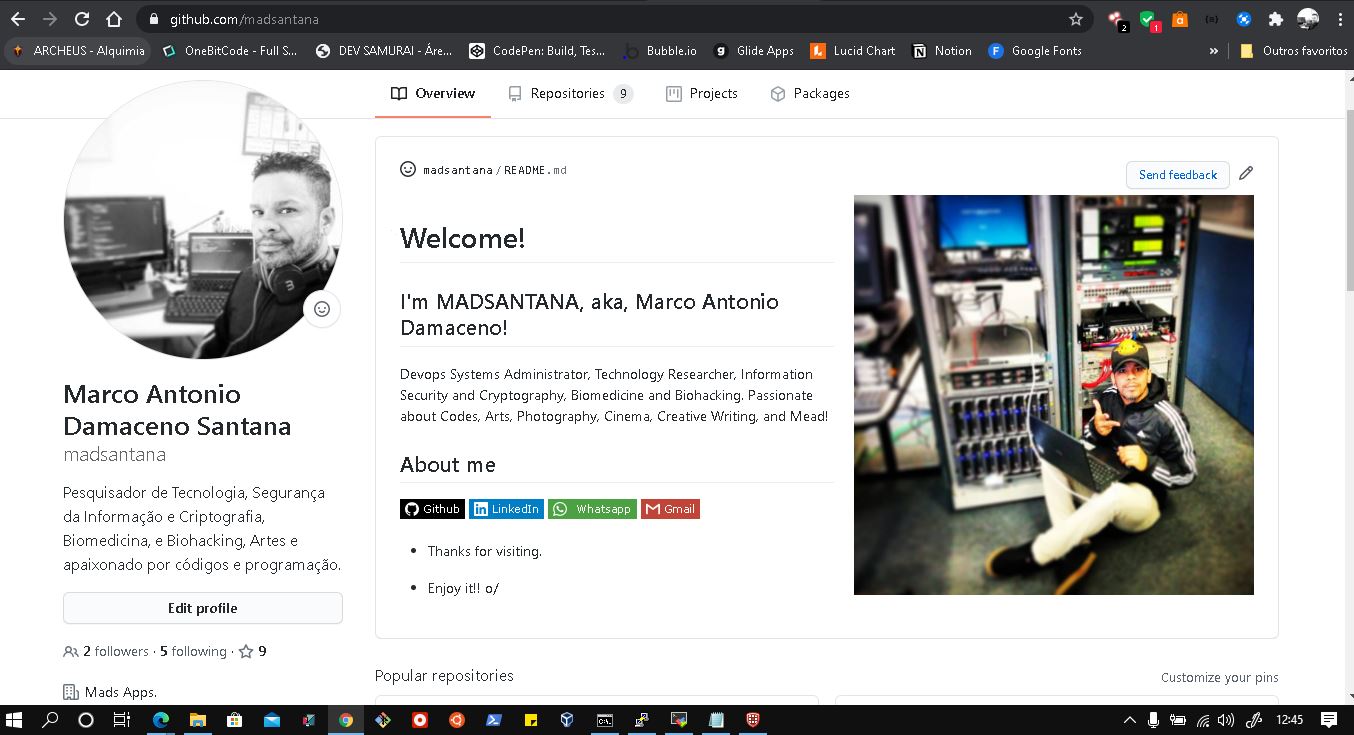 github.com/madsantana
2
1
ARCHEUS - Alquimia
OneBitCode - Full S...
DEV SAMURAI - Áre...
CodePen: Build, Tes...
Bubble.io
Glide Apps
Lucid Chart
Notion
Google Fonts
»
Outros favoritos
Overview
Repositories 9
Projects
Packages
madsantana / README.md
Send feedback
Welcome!
I'm MADSANTANA, aka, Marco Antonio
Damaceno!
Devops Systems Administrator, Technology Researcher, Information
Security and Cryptography, Biomedicine and Biohacking. Passionate
about Codes, Arts, Photography, Cinema, Creative Writing, and Mead!
About me
Github
LinkedIn
Whatsapp
Gmail
Thanks for visiting.
Enjoy it!! o/
Marco Antonio
Damaceno Santana
madsantana
Pesquisador de Tecnologia, Segurança
da Informação e Criptografia,
Biomedicina, e Biohacking, Artes e
apaixonado por códigos e programação.
Edit profile
2 followers · 5 following · 9
Mads Apps.
Popular repositories
Customize your pins
12:45